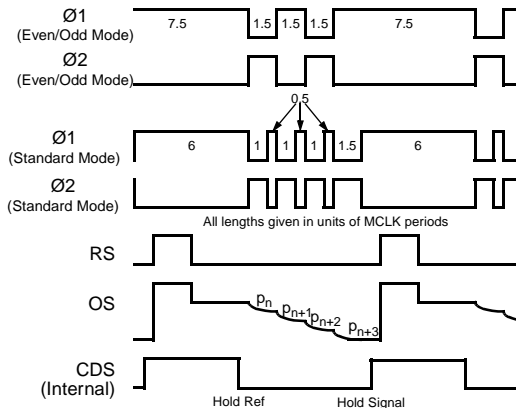 Ø1
(Even/Odd Mode)
7.5 1.5 1.5 1.5 7.5
Ø2
(Even/Odd Mode)
0.5
Ø1
(Standard Mode)
6 1 1 1 1.5 6
Ø2
(Standard Mode)
All lengths given in units of MCLK periods
RS
OS
pn pn+1 pn+2 pn+3
CDS
(Internal)
Hold Ref Hold Signal